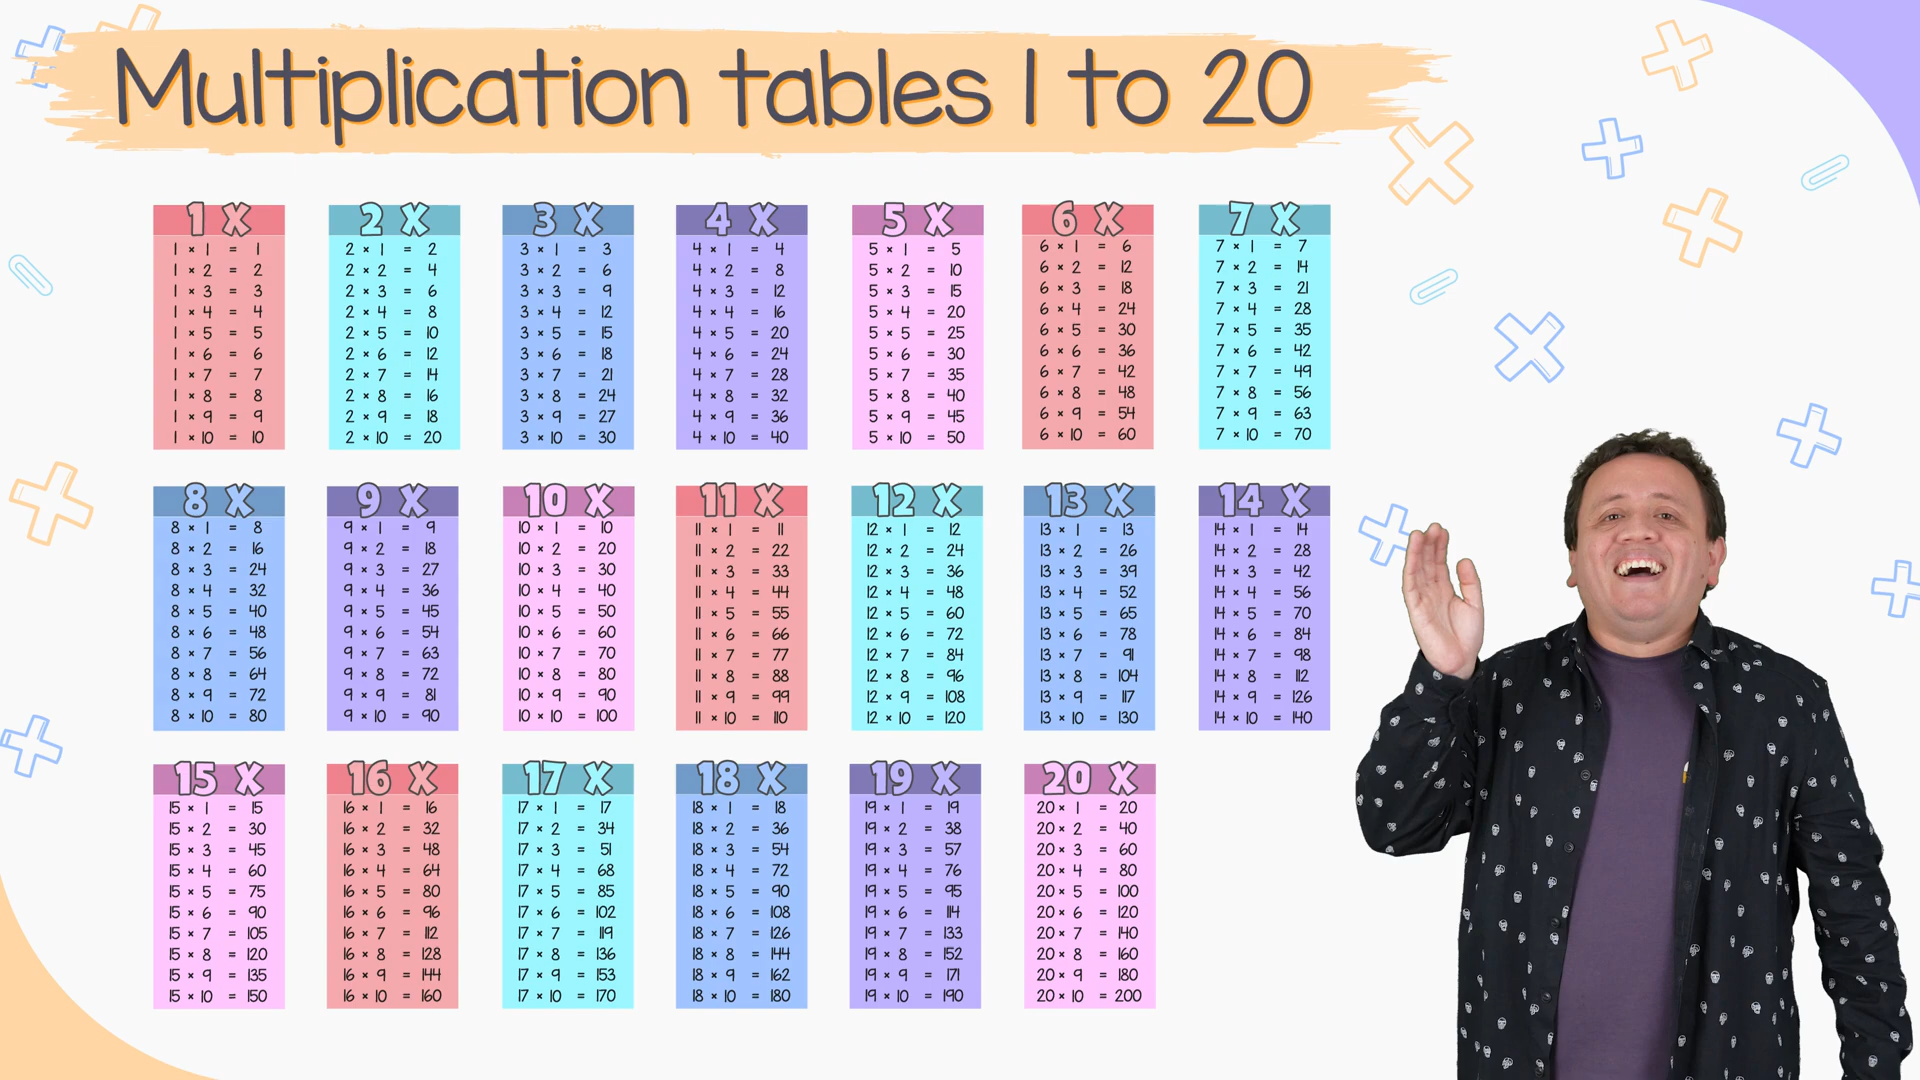 Multiplication tables 1 to 20
1 X
1 × 1 = 1
1 × 2 = 2
1 × 3 = 3
1 × 4 = 4
1 × 5 = 5
1 × 6 = 6
1 × 7 = 7
1 × 8 = 8
1 × 9 = 9
1 × 10 = 10
2 X
2 × 1 = 2
2 × 2 = 4
2 × 3 = 6
2 × 4 = 8
2 × 5 = 10
2 × 6 = 12
2 × 7 = 14
2 × 8 = 16
2 × 9 = 18
2 × 10 = 20
3 X
3 × 1 = 3
3 × 2 = 6
3 × 3 = 9
3 × 4 = 12
3 × 5 = 15
3 × 6 = 18
3 × 7 = 21
3 × 8 = 24
3 × 9 = 27
3 × 10 = 30
4 X
4 × 1 = 4
4 × 2 = 8
4 × 3 = 12
4 × 4 = 16
4 × 5 = 20
4 × 6 = 24
4 × 7 = 28
4 × 8 = 32
4 × 9 = 36
4 × 10 = 40
5 X
5 × 1 = 5
5 × 2 = 10
5 × 3 = 15
5 × 4 = 20
5 × 5 = 25
5 × 6 = 30
5 × 7 = 35
5 × 8 = 40
5 × 9 = 45
5 × 10 = 50
6 X
6 × 1 = 6
6 × 2 = 12
6 × 3 = 18
6 × 4 = 24
6 × 5 = 30
6 × 6 = 36
6 × 7 = 42
6 × 8 = 48
6 × 9 = 54
6 × 10 = 60
7 X
7 × 1 = 7
7 × 2 = 14
7 × 3 = 21
7 × 4 = 28
7 × 5 = 35
7 × 6 = 42
7 × 7 = 49
7 × 8 = 56
7 × 9 = 63
7 × 10 = 70
8 X
8 × 1 = 8
8 × 2 = 16
8 × 3 = 24
8 × 4 = 32
8 × 5 = 40
8 × 6 = 48
8 × 7 = 56
8 × 8 = 64
8 × 9 = 72
8 × 10 = 80
9 X
9 × 1 = 9
9 × 2 = 18
9 × 3 = 27
9 × 4 = 36
9 × 5 = 45
9 × 6 = 54
9 × 7 = 63
9 × 8 = 72
9 × 9 = 81
9 × 10 = 90
10 X
10 × 1 = 10
10 × 2 = 20
10 × 3 = 30
10 × 4 = 40
10 × 5 = 50
10 × 6 = 60
10 × 7 = 70
10 × 8 = 80
10 × 9 = 90
10 × 10 = 100
11 X
11 × 1 = 11
11 × 2 = 22
11 × 3 = 33
11 × 4 = 44
11 × 5 = 55
11 × 6 = 66
11 × 7 = 77
11 × 8 = 88
11 × 9 = 99
11 × 10 = 110
12 X
12 × 1 = 12
12 × 2 = 24
12 × 3 = 36
12 × 4 = 48
12 × 5 = 60
12 × 6 = 72
12 × 7 = 84
12 × 8 = 96
12 × 9 = 108
12 × 10 = 120
13 X
13 × 1 = 13
13 × 2 = 26
13 × 3 = 39
13 × 4 = 52
13 × 5 = 65
13 × 6 = 78
13 × 7 = 91
13 × 8 = 104
13 × 9 = 117
13 × 10 = 130
14 X
14 × 1 = 14
14 × 2 = 28
14 × 3 = 42
14 × 4 = 56
14 × 5 = 70
14 × 6 = 84
14 × 7 = 98
14 × 8 = 112
14 × 9 = 126
14 × 10 = 140
15 X
15 × 1 = 15
15 × 2 = 30
15 × 3 = 45
15 × 4 = 60
15 × 5 = 75
15 × 6 = 90
15 × 7 = 105
15 × 8 = 120
15 × 9 = 135
15 × 10 = 150
16 X
16 × 1 = 16
16 × 2 = 32
16 × 3 = 48
16 × 4 = 64
16 × 5 = 80
16 × 6 = 96
16 × 7 = 112
16 × 8 = 128
16 × 9 = 144
16 × 10 = 160
17 X
17 × 1 = 17
17 × 2 = 34
17 × 3 = 51
17 × 4 = 68
17 × 5 = 85
17 × 6 = 102
17 × 7 = 119
17 × 8 = 136
17 × 9 = 153
17 × 10 = 170
18 X
18 × 1 = 18
18 × 2 = 36
18 × 3 = 54
18 × 4 = 72
18 × 5 = 90
18 × 6 = 108
18 × 7 = 126
18 × 8 = 144
18 × 9 = 162
18 × 10 = 180
19 X
19 × 1 = 19
19 × 2 = 38
19 × 3 = 57
19 × 4 = 76
19 × 5 = 95
19 × 6 = 114
19 × 7 = 133
19 × 8 = 152
19 × 9 = 171
19 × 10 = 190
20 X
20 × 1 = 20
20 × 2 = 40
20 × 3 = 60
20 × 4 = 80
20 × 5 = 100
20 × 6 = 120
20 × 7 = 140
20 × 8 = 160
20 × 9 = 180
20 × 10 = 200